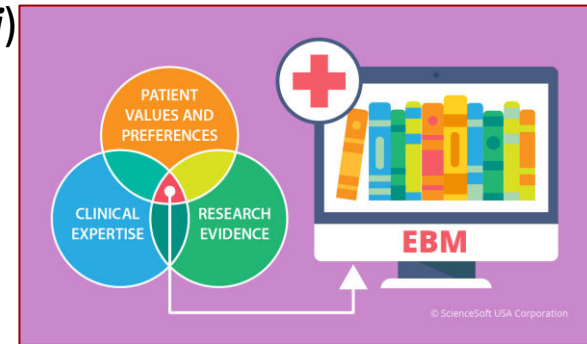 i)
PATIENT
VALUES AND
PREFERENCES
CLINICAL
EXPERTISE
RESEARCH
EVIDENCE
EBM
© ScienceSoft USA Corporation